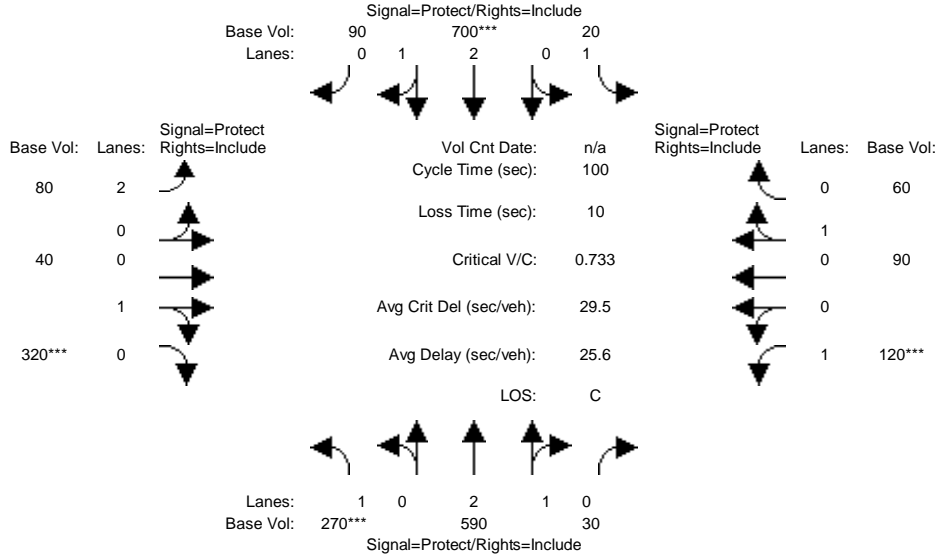 Signal=Protect/Rights=Include
Base Vol: 90 700*** 20
Lanes: 0 1 2 0 1
Signal=Protect Signal=Protect
Base Vol: Lanes: Rights=Include Vol Cnt Date: n/a Rights=Include Lanes: Base Vol:
Cycle Time (sec): 100
80 2 0 60
Loss Time (sec): 10
0 1
40 0 Critical V/C: 0.733 0 90
1 Avg Crit Del (sec/veh): 29.5 0
320*** 0 Avg Delay (sec/veh): 25.6 1 120***
LOS: C
Lanes: 1 0 2 1 0
Base Vol: 270*** 590 30
Signal=Protect/Rights=Include